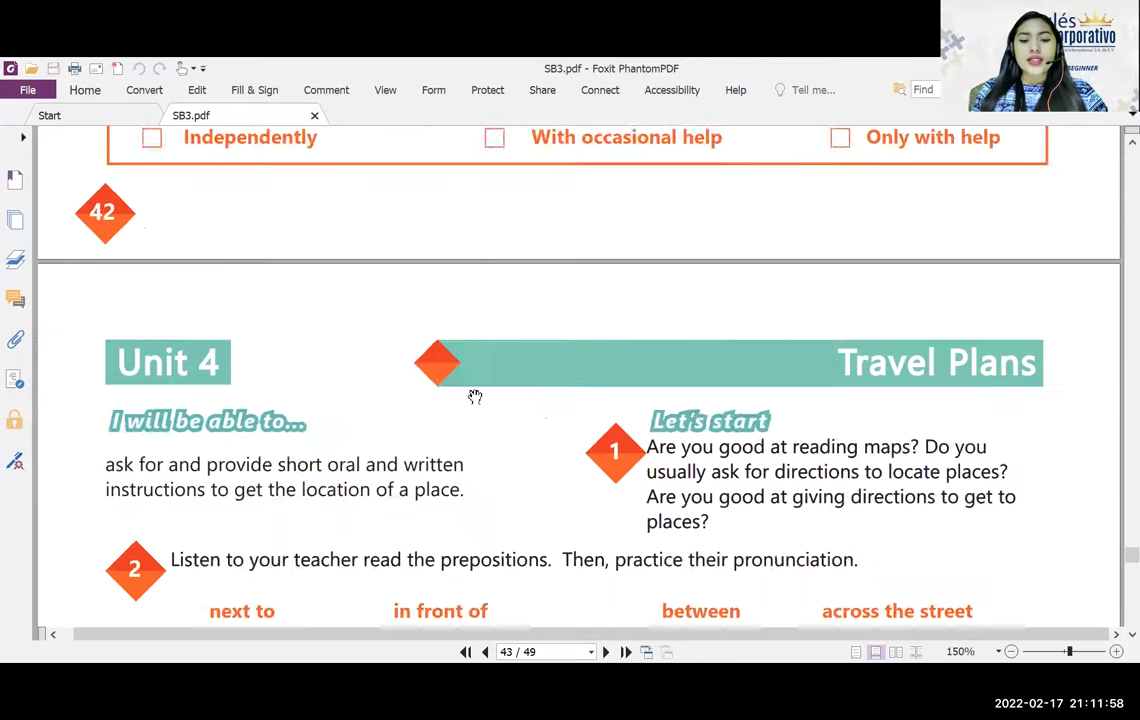 lés
corporativo
Internacional S.A. de C.V.
BEGINNER
SB3.pdf - Foxit PhantomPDF
File Home Convert Edit Fill & Sign Comment View Form Protect Share Connect Accessibility Help Tell me... Find
Start SB3.pdf
Independently With occasional help Only with help
42
Unit 4 Travel Plans
I will be able to...
ask for and provide short oral and written
instructions to get the location of a place.
Let's start
1
Are you good at reading maps? Do you
usually ask for directions to locate places?
Are you good at giving directions to get to
places?
2
Listen to your teacher read the prepositions. Then, practice their pronunciation.
next to in front of between across the street
43 / 49
150%
2022-02-17 21:11:58